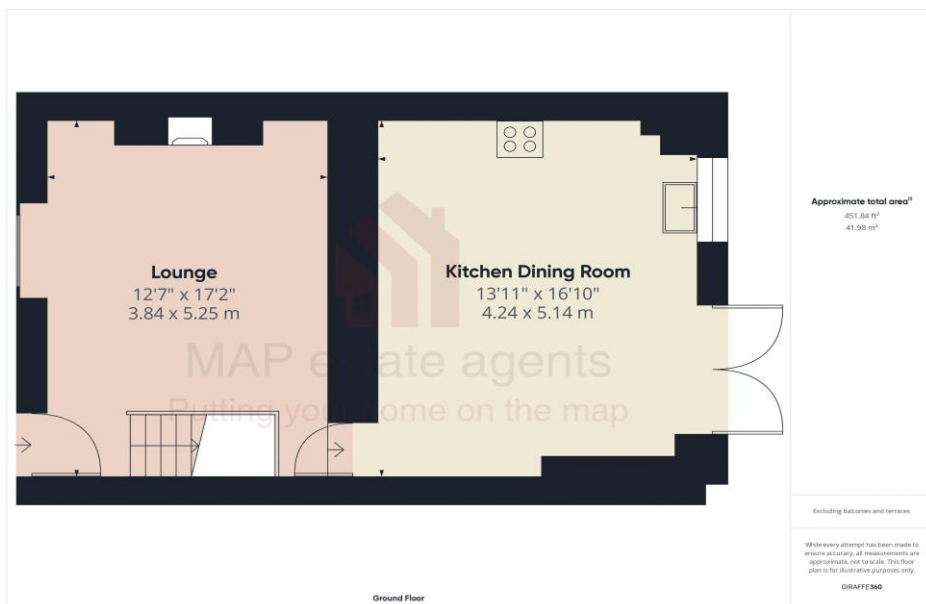 Lounge
12'7" x 17'2"
3.84 x 5.25 m
Kitchen Dining Room
13'11" x 16'10"
4.24 x 5.14 m
MAP estate agents
Putting your home on the map
Ground Floor
Approximate total area⁽¹⁾
451.84 ft²
41.98 m²
Excluding balconies and terraces
While every attempt has been made to
ensure accuracy, all measurements are
approximate, not to scale. This floor
plan is for illustrative purposes only.
GIRAFFE360